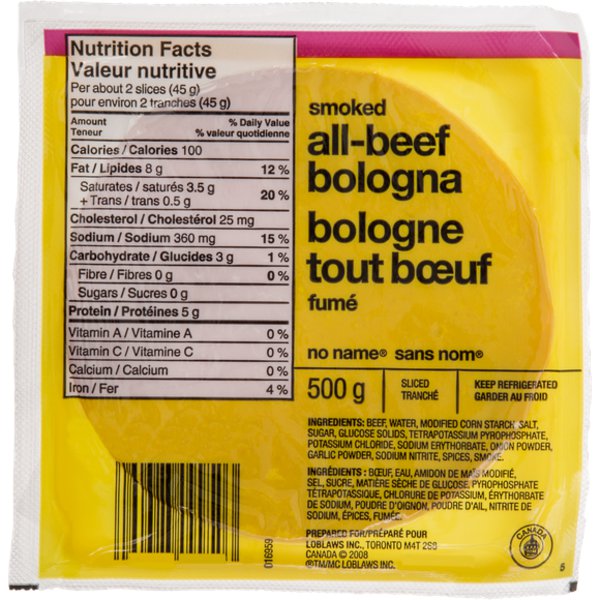 Nutrition Facts
Valeur nutritive
Per about 2 slices (45 g)
pour environ 2 tranches (45 g)
Amount % Daily Value
Teneur % valeur quotidienne
Calories / Calories 100
Fat / Lipides 8 g 12 %
Saturates / saturés 3.5 g
+ Trans / trans 0.5 g 20 %
Cholesterol / Cholestérol 25 mg
Sodium / Sodium 360 mg 15 %
Carbohydrate / Glucides 3 g 1 %
Fibre / Fibres 0 g 0 %
Sugars / Sucres 0 g
Protein / Protéines 5 g
Vitamin A / Vitamine A 0 %
Vitamin C / Vitamine C 0 %
Calcium / Calcium 0 %
Iron / Fer 4 %
smoked
all-beef
bologna
bologne
tout bœuf
fumé
no name® sans nom®
500 g
SLICED
TRANCHÉ
KEEP REFRIGERATED
GARDER AU FROID
INGREDIENTS: BEEF, WATER, MODIFIED CORN STARCH, SALT,
SUGAR, GLUCOSE SOLIDS, TETRAPOTASSIUM PYROPHOSPHATE,
POTASSIUM CHLORIDE, SODIUM ERYTHORBATE, ONION POWDER,
GARLIC POWDER, SODIUM NITRITE, SPICES, SMOKE.
INGRÉDIENTS : BŒUF, EAU, AMIDON DE MAÏS MODIFIÉ,
SEL, SUCRE, MATIÈRE SÈCHE DE GLUCOSE, PYROPHOSPHATE
TÉTRAPOTASSIQUE, CHLORURE DE POTASSIUM, ÉRYTHORBATE
DE SODIUM, POUDRE D'OIGNON, POUDRE D'AIL, NITRITE DE
SODIUM, ÉPICES, FUMÉE.
PREPARED FOR/PRÉPARÉ POUR
LOBLAWS INC., TORONTO M4T 2S8
CANADA © 2008
®TM/MC LOBLAWS INC.
016959
CANADA
5